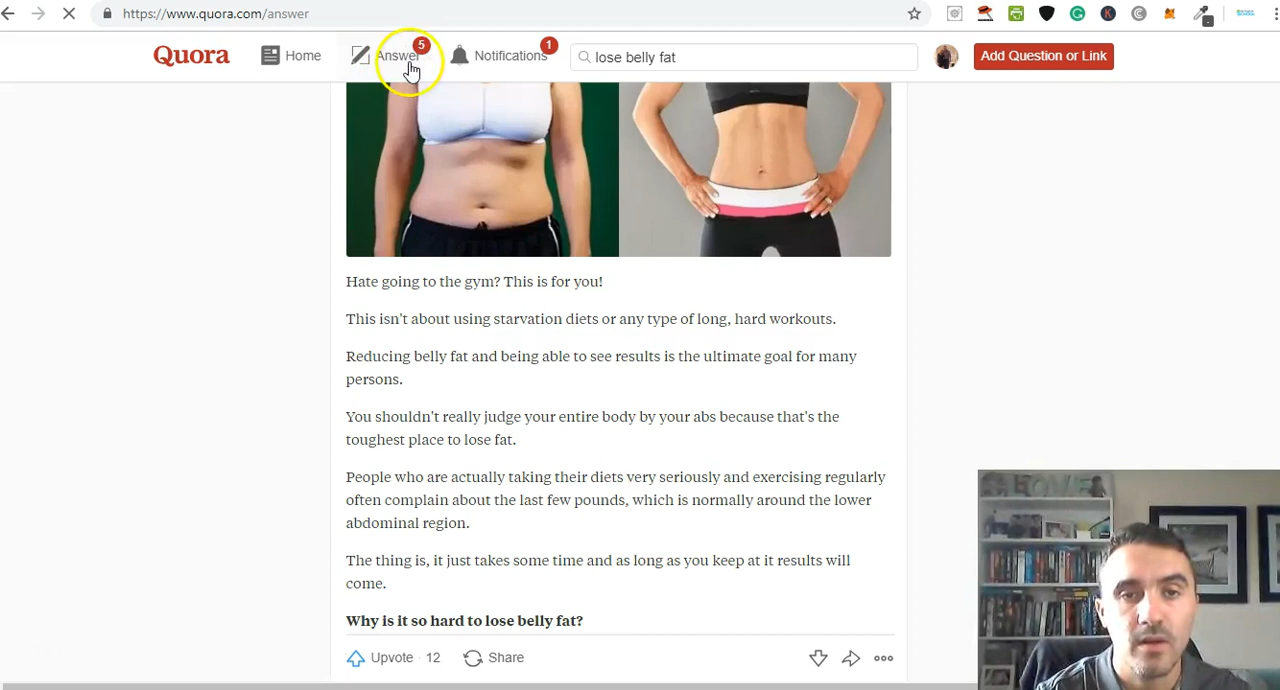 https://www.quora.com/answer
Quora Home Answer 5 Notifications 1 lose belly fat Add Question or Link
Hate going to the gym? This is for you!
This isn't about using starvation diets or any type of long, hard workouts.
Reducing belly fat and being able to see results is the ultimate goal for many
persons.
You shouldn't really judge your entire body by your abs because that's the
toughest place to lose fat.
People who are actually taking their diets very seriously and exercising regularly
often complain about the last few pounds, which is normally around the lower
abdominal region.
The thing is, it just takes some time and as long as you keep at it results will
come.
Why is it so hard to lose belly fat?
Upvote · 12 Share